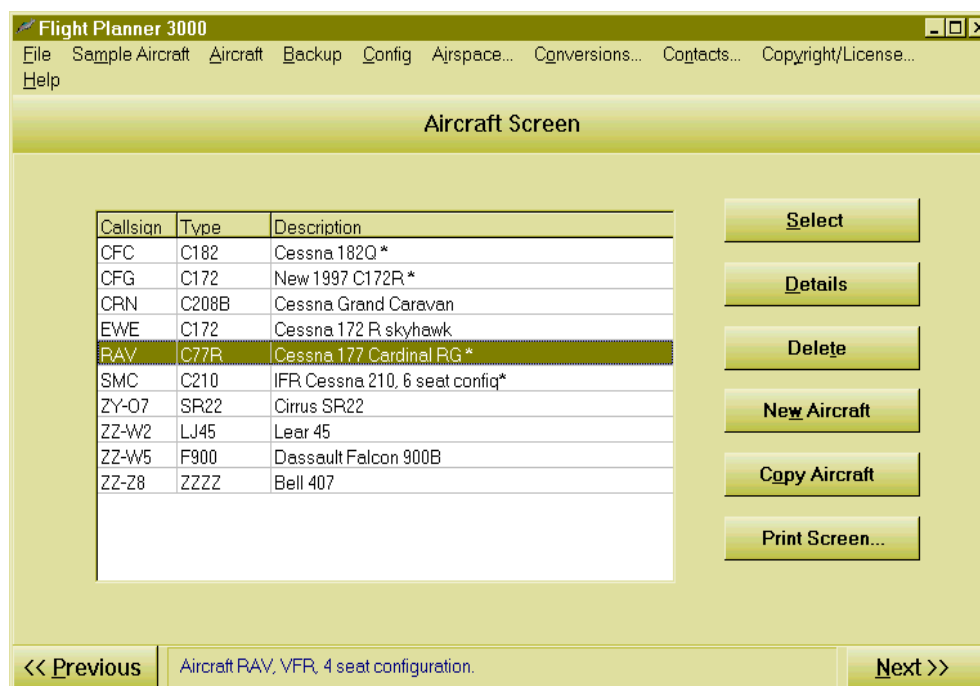 Flight Planner 3000
File Sample Aircraft Aircraft Backup Config Airspace... Conversions... Contacts... Copyright/License...
Help
Aircraft Screen
Callsign Type Description
CFC C182 Cessna 182Q *
CFG C172 New 1997 C172R *
CRN C208B Cessna Grand Caravan
EWE C172 Cessna 172 R skyhawk
RAV C77R Cessna 177 Cardinal RG *
SMC C210 IFR Cessna 210, 6 seat config*
ZY-O7 SR22 Cirrus SR22
ZZ-W2 LJ45 Lear 45
ZZ-W5 F900 Dassault Falcon 900B
ZZ-Z8 ZZZZ Bell 407
Select
Details
Delete
New Aircraft
Copy Aircraft
Print Screen...
<< Previous Aircraft RAV, VFR, 4 seat configuration. Next >>